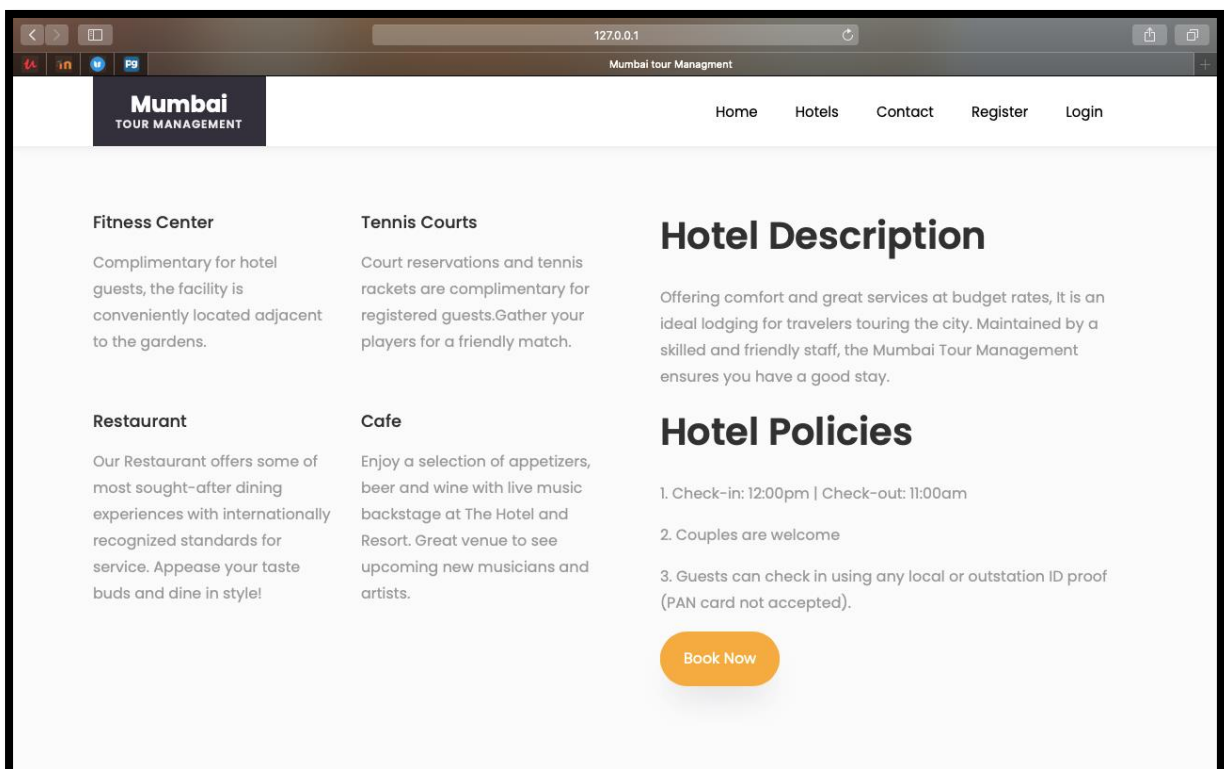 127.0.0.1
in
Pg
Mumbai tour Managment
Mumbai
TOUR MANAGEMENT
Home
Hotels
Contact
Register
Login
Fitness Center
Complimentary for hotel
guests, the facility is
conveniently located adjacent
to the gardens.
Tennis Courts
Court reservations and tennis
rackets are complimentary for
registered guests.Gather your
players for a friendly match.
Restaurant
Our Restaurant offers some of
most sought-after dining
experiences with internationally
recognized standards for
service. Appease your taste
buds and dine in style!
Cafe
Enjoy a selection of appetizers,
beer and wine with live music
backstage at The Hotel and
Resort. Great venue to see
upcoming new musicians and
artists.
Hotel Description
Offering comfort and great services at budget rates, It is an
ideal lodging for travelers touring the city. Maintained by a
skilled and friendly staff, the Mumbai Tour Management
ensures you have a good stay.
Hotel Policies
1. Check-in: 12:00pm | Check-out: 11:00am
2. Couples are welcome
3. Guests can check in using any local or outstation ID proof
(PAN card not accepted).
Book Now